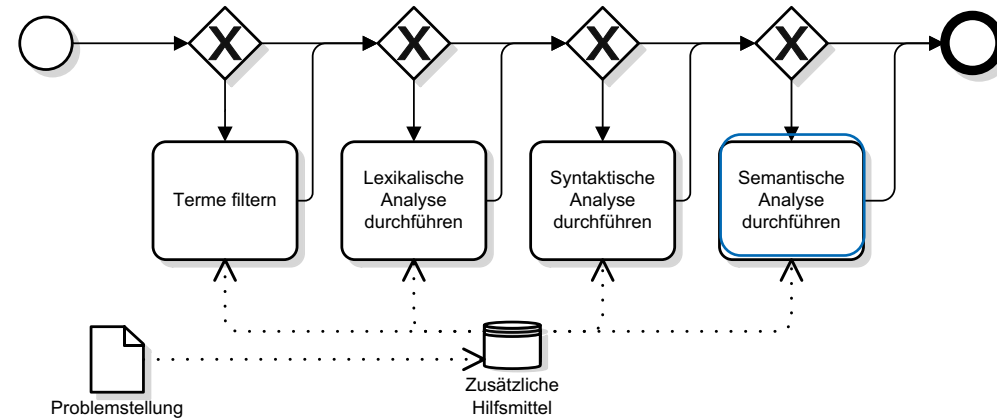 Terme filtern
Lexikalische
Analyse
durchführen
Syntaktische
Analyse
durchführen
Semantische
Analyse
durchführen
Problemstellung
Zusätzliche
Hilfsmittel